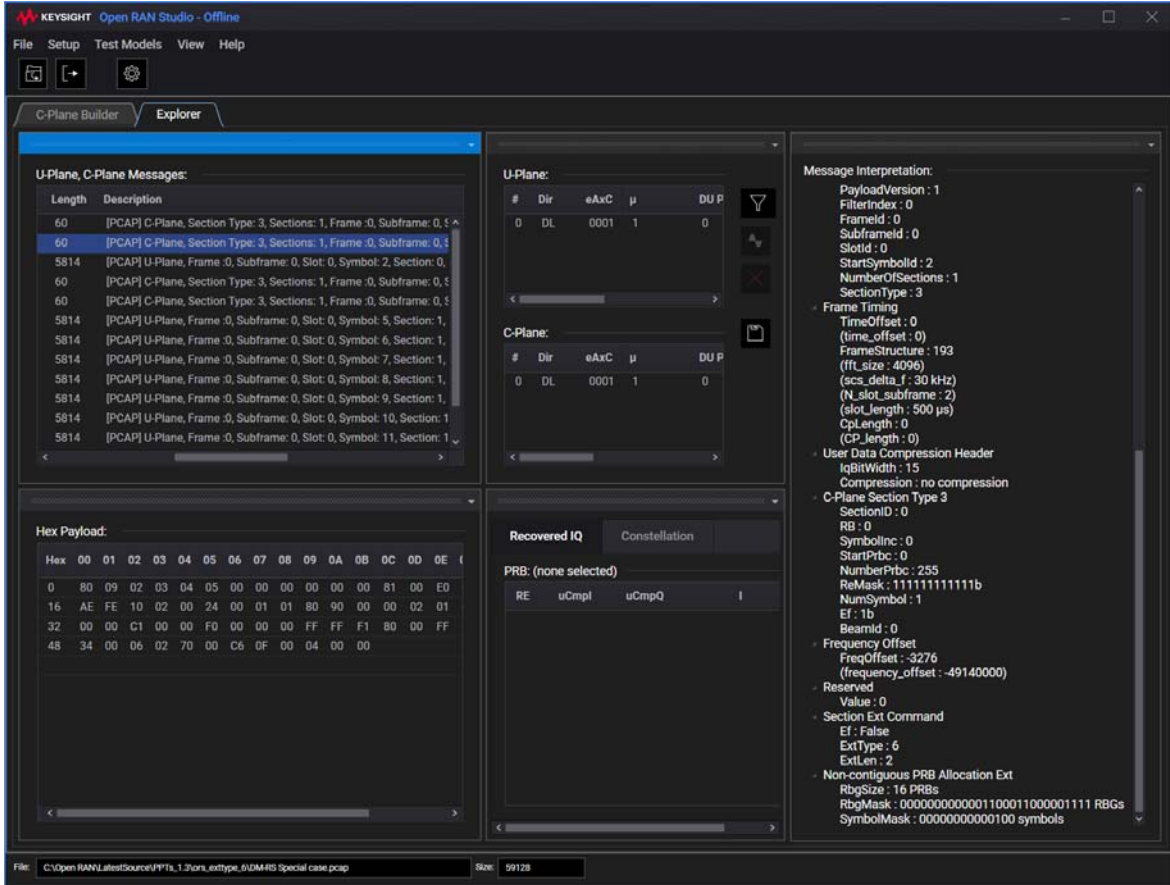 KEYSIGHT Open RAN Studio - Offline
File Setup Test Models View Help
C-Plane Builder Explorer
U-Plane, C-Plane Messages:
Length Description
60 [PCAP] C-Plane, Section Type: 3, Sections: 1, Frame :0, Subframe: 0, S
60 [PCAP] C-Plane, Section Type: 3, Sections: 1, Frame :0, Subframe: 0, S
5814 [PCAP] U-Plane, Frame :0, Subframe: 0, Slot: 0, Symbol: 2, Section: 0,
60 [PCAP] C-Plane, Section Type: 3, Sections: 1, Frame :0, Subframe: 0, S
60 [PCAP] C-Plane, Section Type: 3, Sections: 1, Frame :0, Subframe: 0, S
5814 [PCAP] U-Plane, Frame :0, Subframe: 0, Slot: 0, Symbol: 5, Section: 1,
5814 [PCAP] U-Plane, Frame :0, Subframe: 0, Slot: 0, Symbol: 6, Section: 1,
5814 [PCAP] U-Plane, Frame :0, Subframe: 0, Slot: 0, Symbol: 7, Section: 1,
5814 [PCAP] U-Plane, Frame :0, Subframe: 0, Slot: 0, Symbol: 8, Section: 1,
5814 [PCAP] U-Plane, Frame :0, Subframe: 0, Slot: 0, Symbol: 9, Section: 1,
5814 [PCAP] U-Plane, Frame :0, Subframe: 0, Slot: 0, Symbol: 10, Section: 1
5814 [PCAP] U-Plane, Frame :0, Subframe: 0, Slot: 0, Symbol: 11, Section: 1
U-Plane:
# Dir eAxC μ DU P
0 DL 0001 1 0
C-Plane:
# Dir eAxC μ DU P
0 DL 0001 1 0
Hex Payload:
Hex 00 01 02 03 04 05 06 07 08 09 0A 0B 0C 0D 0E
0 80 09 02 03 04 05 00 00 00 00 00 00 81 00 E0
16 AE FE 10 02 00 24 00 01 01 80 90 00 00 02 01
32 00 00 C1 00 00 F0 00 00 00 FF FF F1 80 00 FF
48 34 00 06 02 70 00 C6 0F 00 04 00 00
Recovered IQ Constellation
PRB: (none selected)
RE uCmpI uCmpQ I
Message Interpretation:
PayloadVersion : 1
FilterIndex : 0
FrameId : 0
SubframeId : 0
SlotId : 0
StartSymbolId : 2
NumberOfSections : 1
SectionType : 3
Frame Timing
TimeOffset : 0
(time_offset : 0)
FrameStructure : 193
(fft_size : 4096)
(scs_delta_f : 30 kHz)
(N_slot_subframe : 2)
(slot_length : 500 μs)
CpLength : 0
(CP_length : 0)
User Data Compression Header
IqBitWidth : 15
Compression : no compression
C-Plane Section Type 3
SectionID : 0
RB : 0
SymbolInc : 0
StartPrbc : 0
NumberPrbc : 255
ReMask : 111111111111b
NumSymbol : 1
Ef : 1b
BeamId : 0
Frequency Offset
FreqOffset : -3276
(frequency_offset : -49140000)
Reserved
Value : 0
Section Ext Command
Ef : False
ExtType : 6
ExtLen : 2
Non-contiguous PRB Allocation Ext
RbgSize : 16 PRBs
RbgMask : 0000000000001100011000001111 RBGs
SymbolMask : 00000000000100 symbols
File: C:\Open RAN\LatestSource\PPTs_1.3\ors_exttype_6\DM-RS Special case.pcap Size: 59128